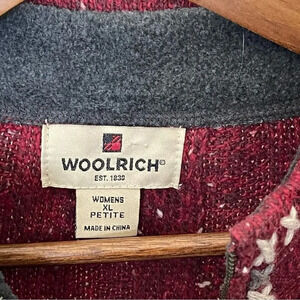 WOOLRICH®
EST. 1830
WOMENS
XL
PETITE
MADE IN CHINA